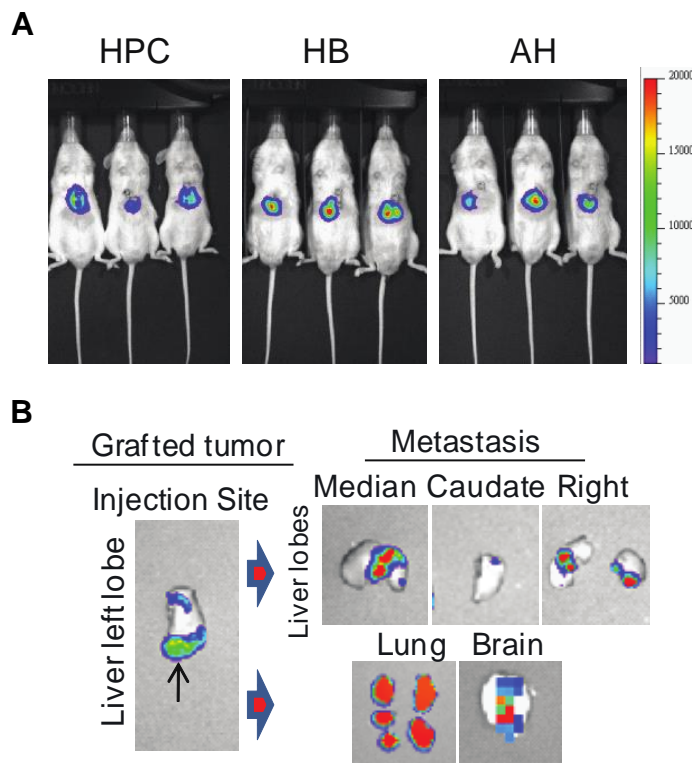 A
HPC HB AH
20000
15000
10000
5000
B
Grafted tumor
Metastasis
Injection Site
Median Caudate Right
Liver left lobe
Liver lobes
Lung Brain